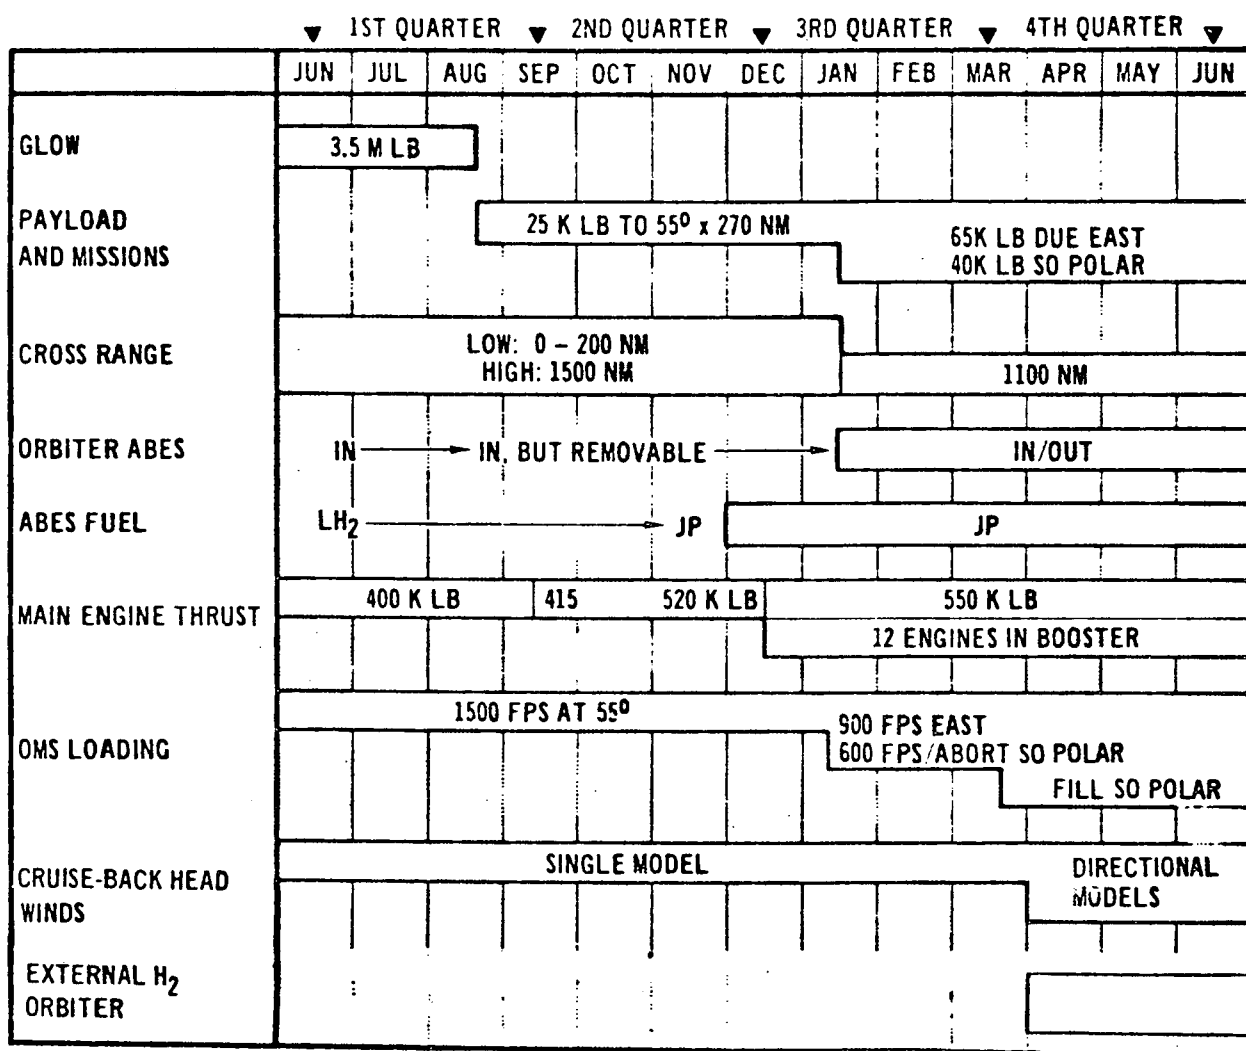 1ST QUARTER 2ND QUARTER 3RD QUARTER 4TH QUARTER
JUN JUL AUG SEP OCT NOV DEC JAN FEB MAR APR MAY JUN
GLOW
3.5 M LB
PAYLOAD
AND MISSIONS
25 K LB TO 55⁰ x 270 NM
65K LB DUE EAST
40K LB SO POLAR
CROSS RANGE
LOW: 0 – 200 NM
HIGH: 1500 NM
1100 NM
ORBITER ABES
IN → IN, BUT REMOVABLE → IN/OUT
ABES FUEL
LH₂ → JP JP
MAIN ENGINE THRUST
400 K LB 415 520 K LB 550 K LB
12 ENGINES IN BOOSTER
OMS LOADING
1500 FPS AT 55⁰
900 FPS EAST
600 FPS/ABORT SO POLAR
FILL SO POLAR
CRUISE-BACK HEAD
WINDS
SINGLE MODEL
DIRECTIONAL
MODELS
EXTERNAL H₂
ORBITER